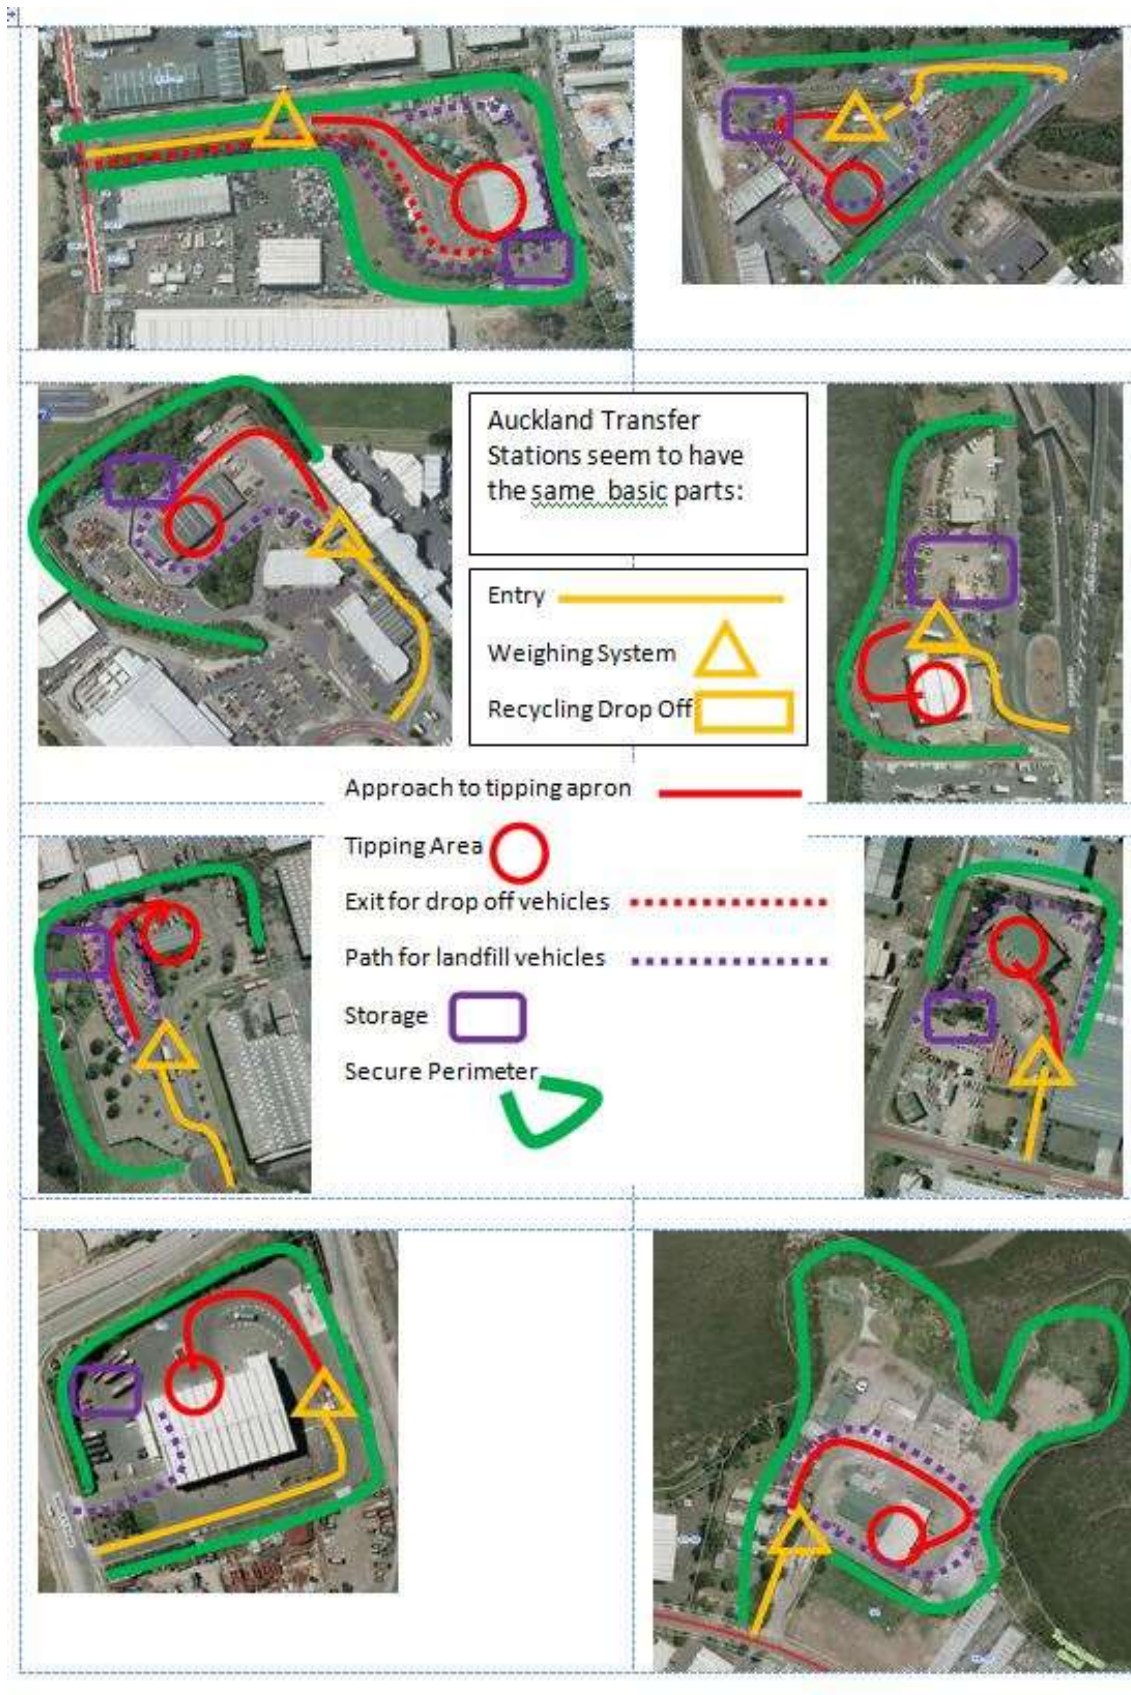 Auckland Transfer
Stations seem to have
the same basic parts:
Entry
Weighing System
Recycling Drop Off
Approach to tipping apron
Tipping Area
Exit for drop off vehicles
Path for landfill vehicles
Storage
Secure Perimeter